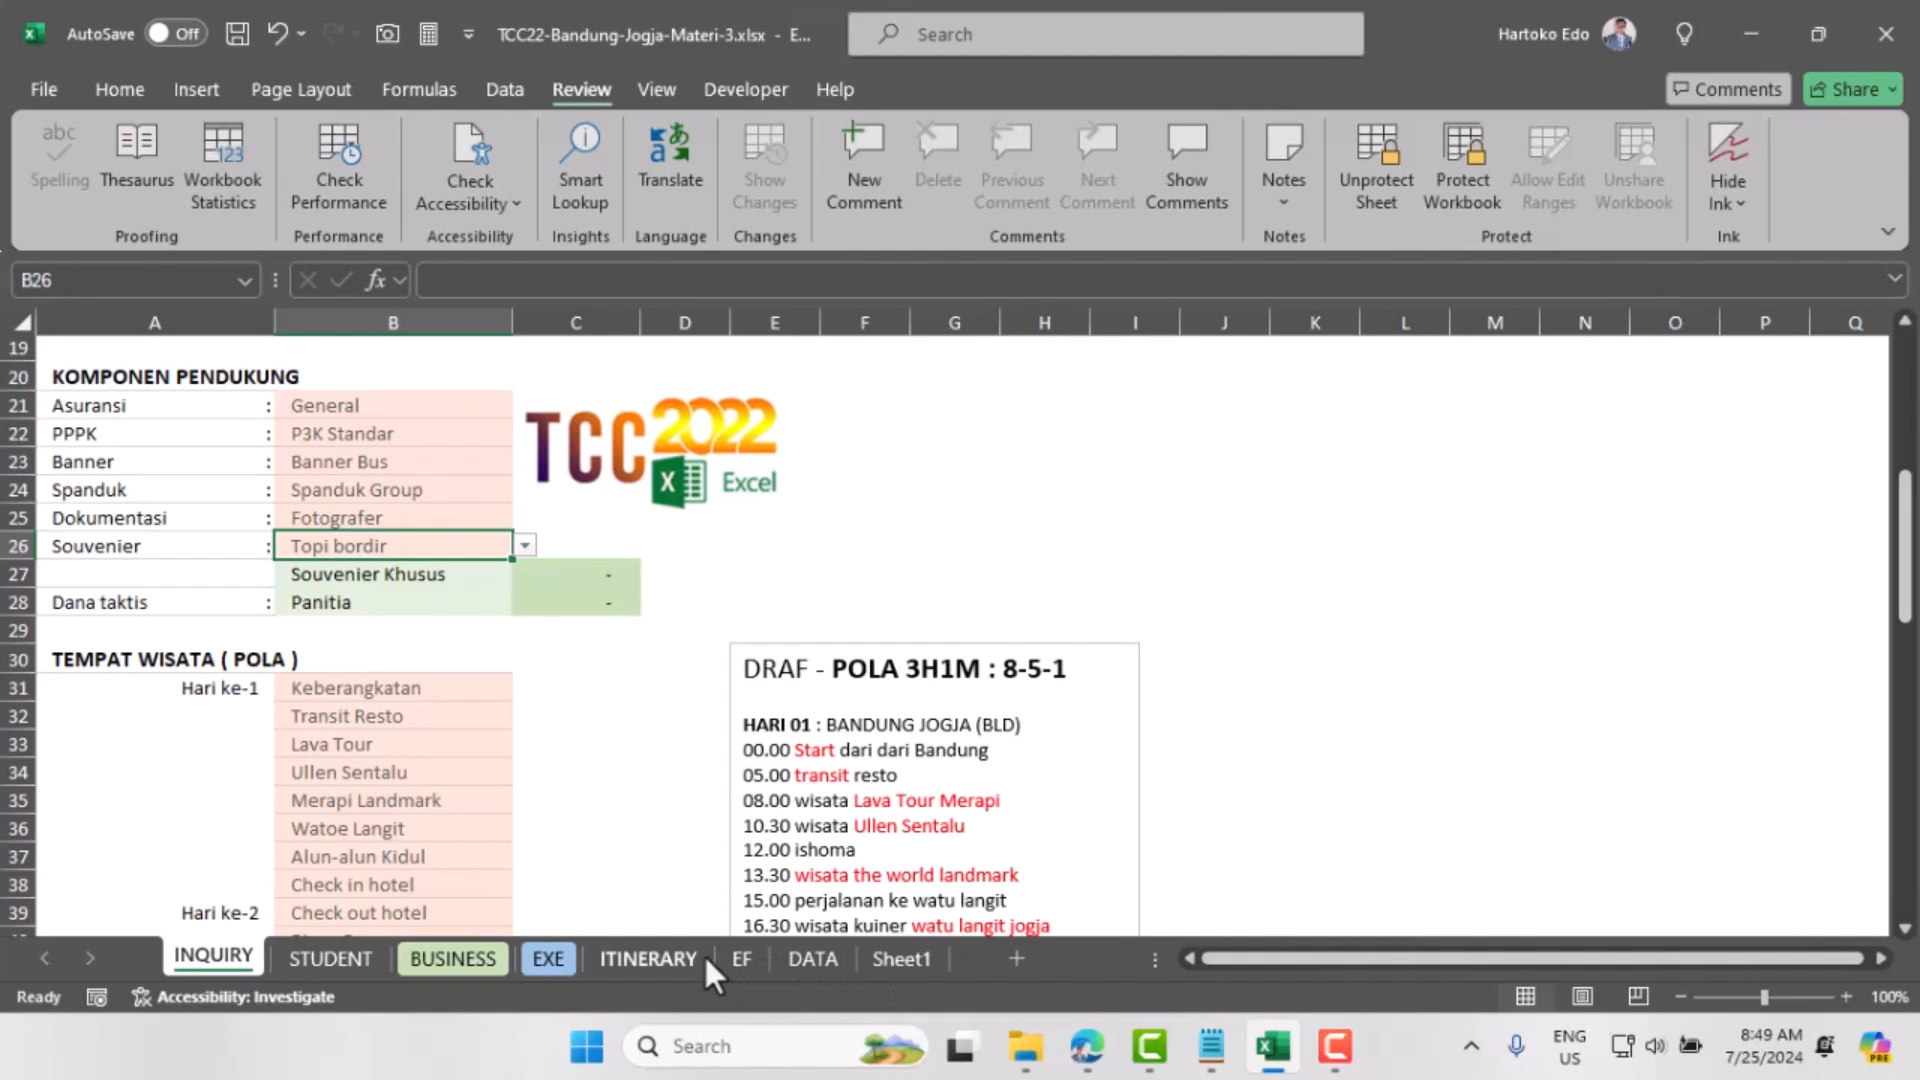 AutoSave Off TCC22-Bandung-Jogja-Materi-3.xlsx - E... Search Hartoko Edo
File Home Insert Page Layout Formulas Data Review View Developer Help Comments Share
abc Spelling
Thesaurus
123 Workbook Statistics
Proofing
Check Performance
Performance
Check Accessibility
Accessibility
Smart Lookup
Insights
Translate
Language
Show Changes
Changes
New Comment
Delete
Previous Comment
Next Comment
Show Comments
Comments
Notes
Notes
Unprotect Sheet
Protect Workbook
Allow Edit Ranges
Unshare Workbook
Protect
Hide Ink
Ink
B26 fx
A B C D E F G H I J K L M N O P Q
19
20 KOMPONEN PENDUKUNG
21 Asuransi : General
22 PPPK : P3K Standar
23 Banner : Banner Bus
24 Spanduk : Spanduk Group
25 Dokumentasi : Fotografer
26 Souvenier : Topi bordir
27 Souvenier Khusus -
28 Dana taktis : Panitia -
29
30 TEMPAT WISATA ( POLA )
31 Hari ke-1 Keberangkatan
32 Transit Resto
33 Lava Tour
34 Ullen Sentalu
35 Merapi Landmark
36 Watoe Langit
37 Alun-alun Kidul
38 Check in hotel
39 Hari ke-2 Check out hotel
TCC 2022
X Excel
DRAF - POLA 3H1M : 8-5-1
HARI 01 : BANDUNG JOGJA (BLD)
00.00 Start dari dari Bandung
05.00 transit resto
08.00 wisata Lava Tour Merapi
10.30 wisata Ullen Sentalu
12.00 ishoma
13.30 wisata the world landmark
15.00 perjalanan ke watu langit
16.30 wisata kuiner watu langit jogja
INQUIRY STUDENT BUSINESS EXE ITINERARY EF DATA Sheet1
Ready Accessibility: Investigate 100%
Search
ENG
US
8:49 AM
7/25/2024
PRE